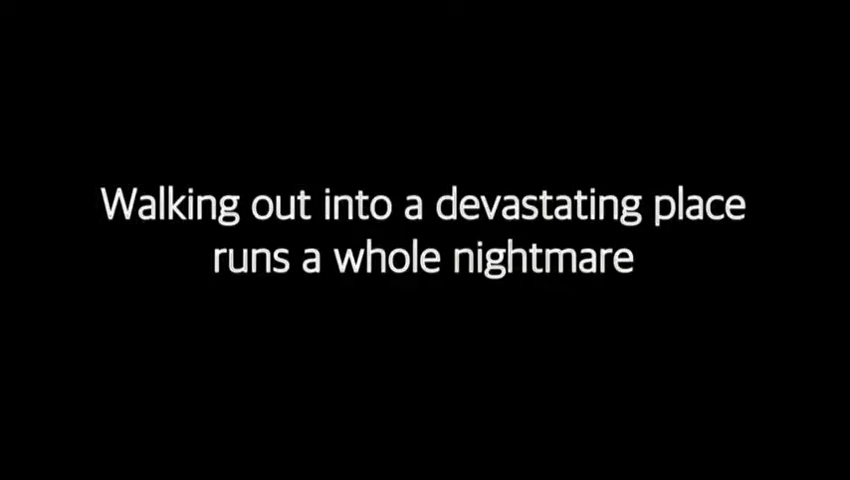 Walking out into a devastating place
runs a whole nightmare